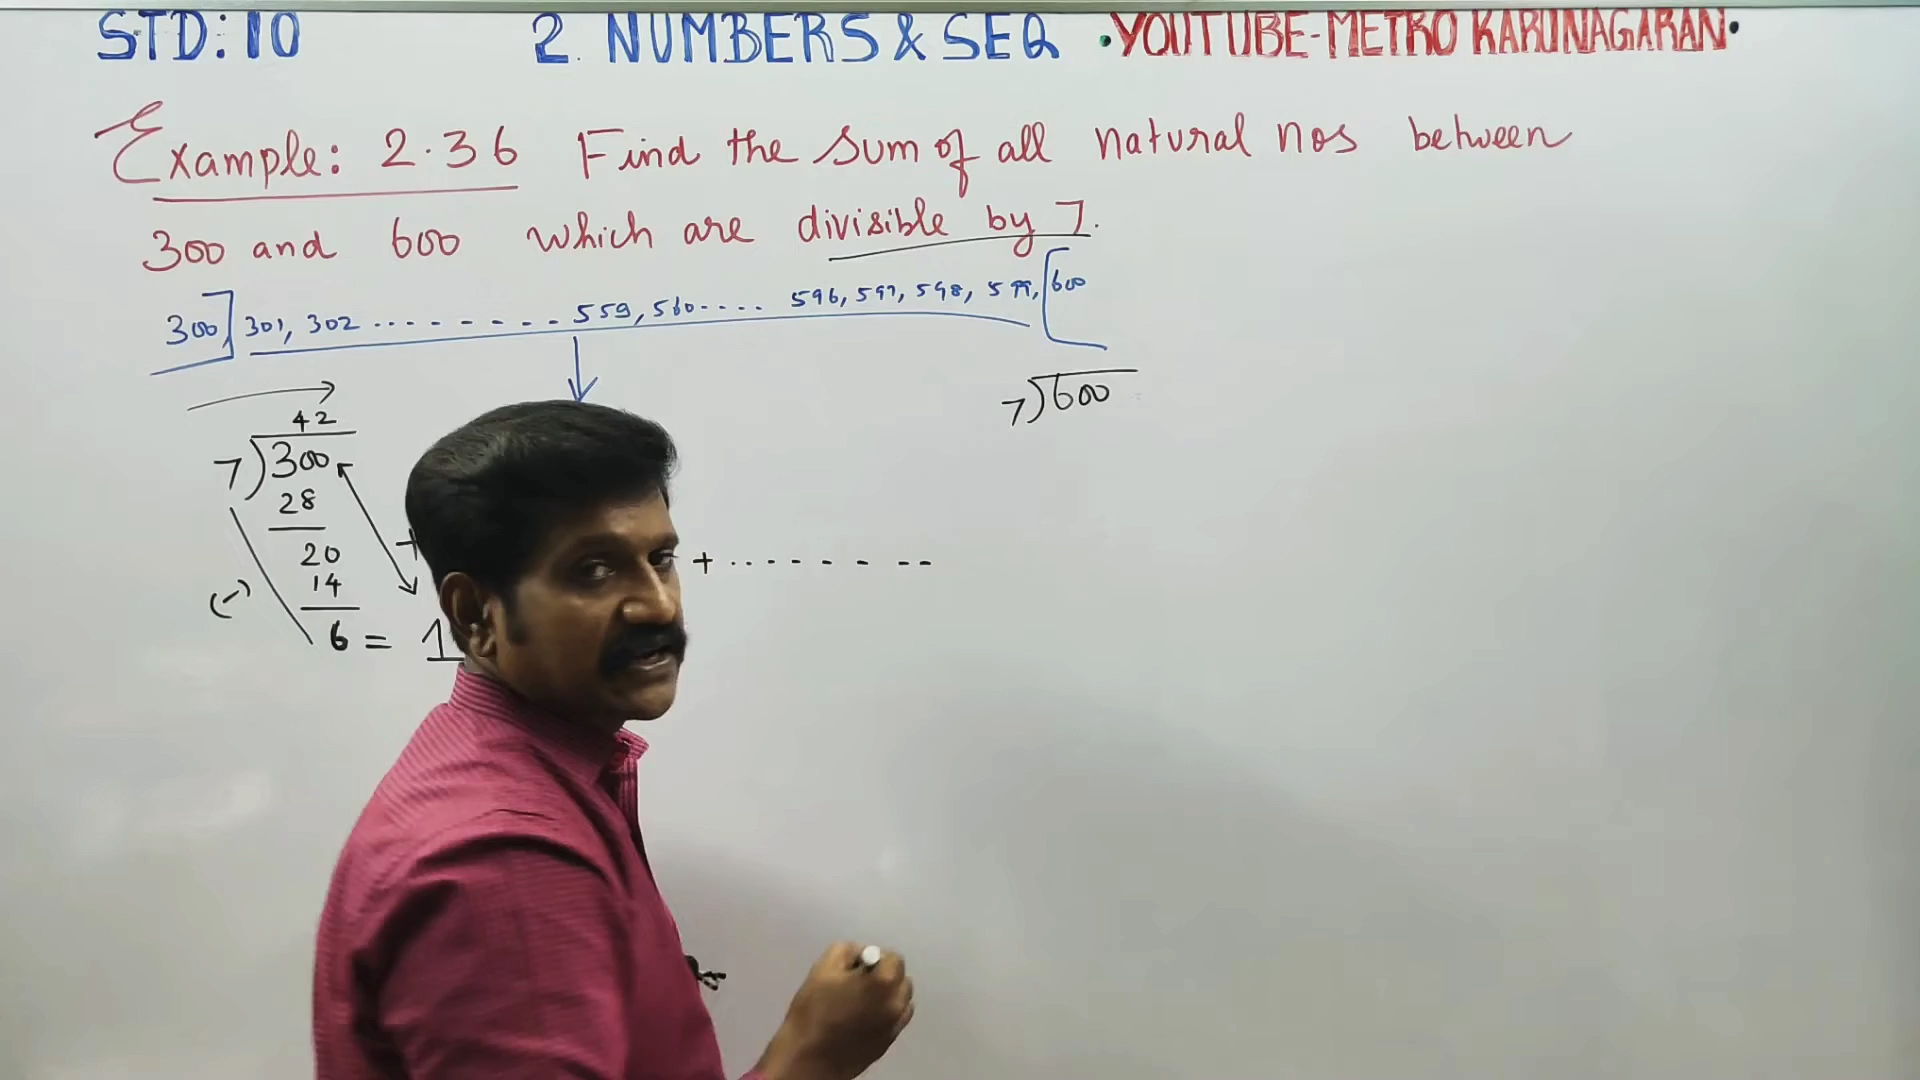 STD: 10 2. NUMBERS & SEQ •YOUTUBE-METRO KARUNAGARAN•
Example: 2.36 Find the sum of all natural nos between
300 and 600 which are divisible by 7.
300, 301, 302 ......... 559, 560.... 596, 597, 598, 599, 600
42
7)300 7)600
28
20 + + ........
14
(-)
6 = 1